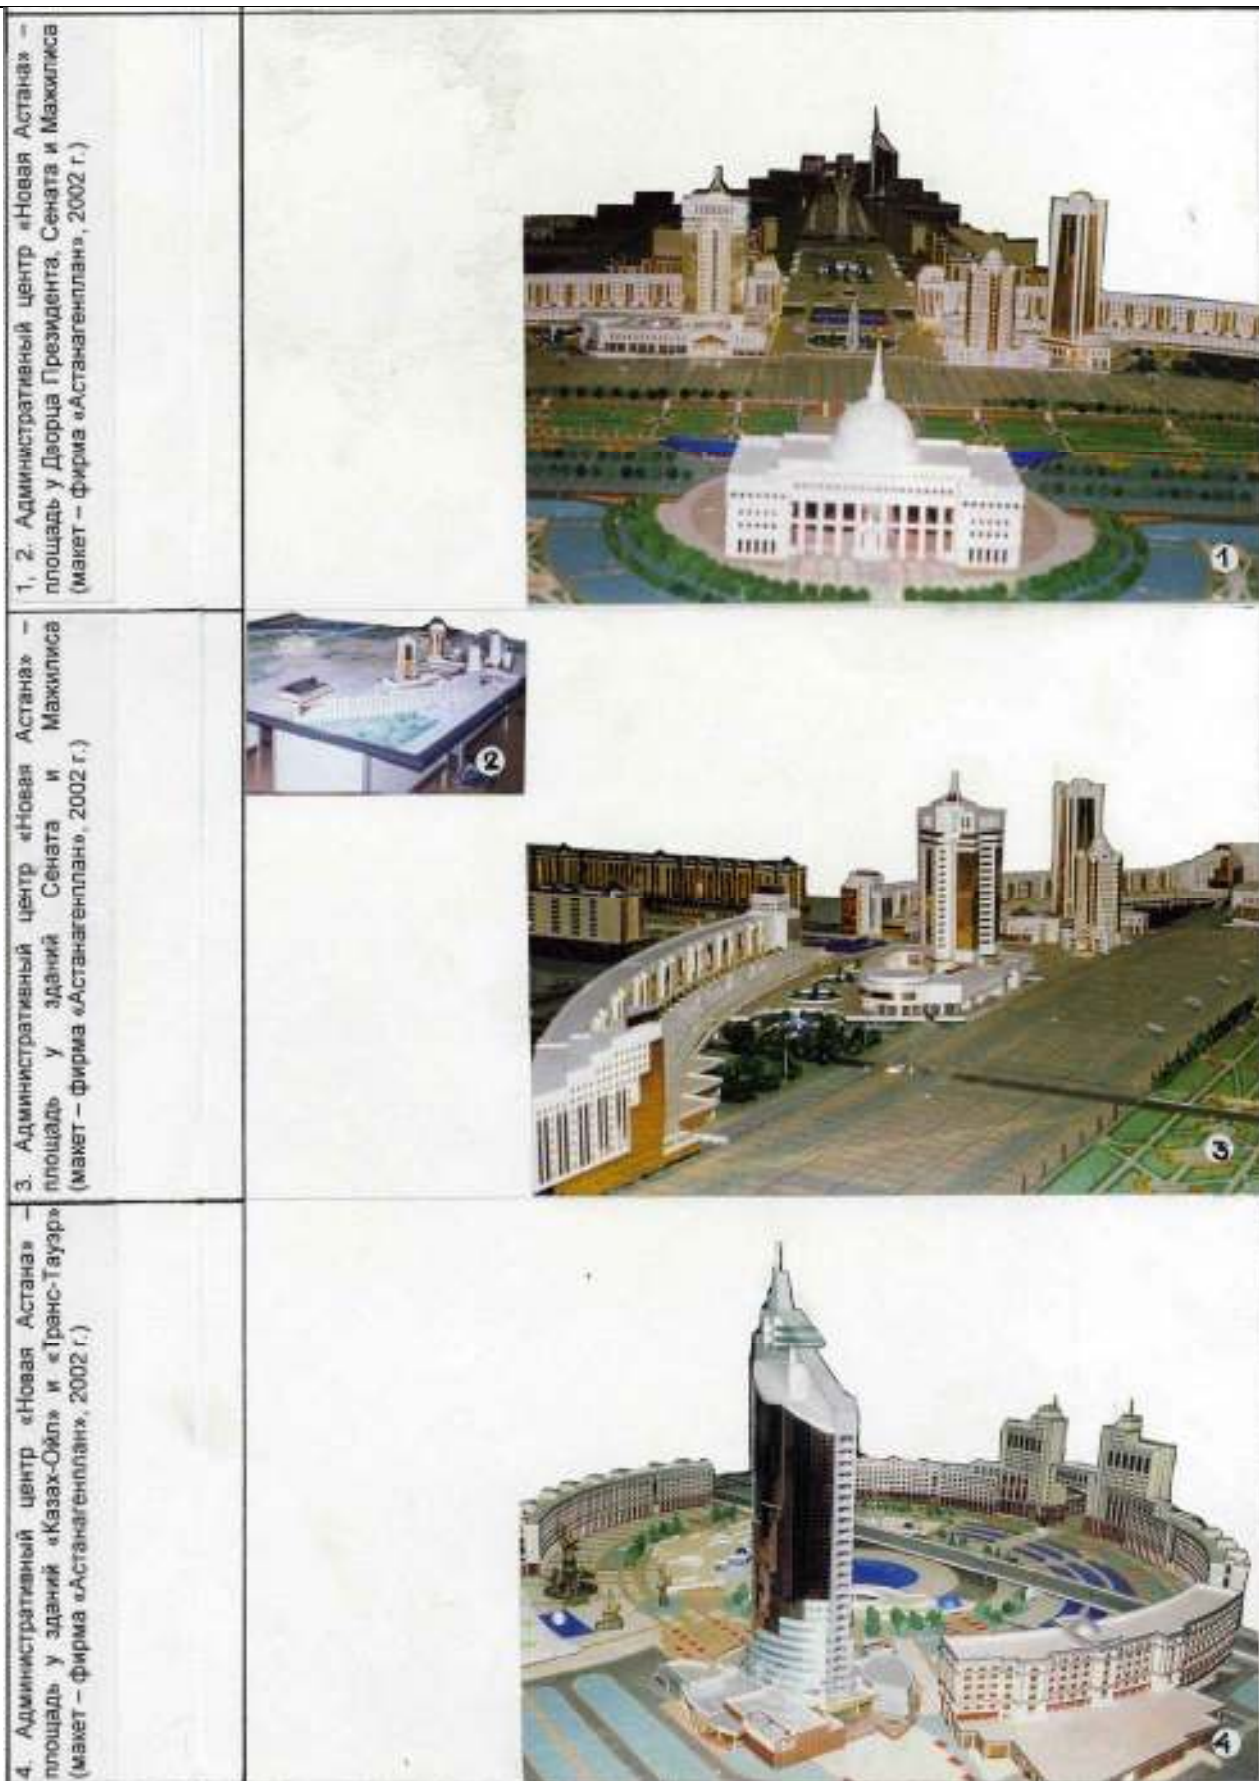 1, 2. Административный центр «Новая Астана» –
площадь у Дворца Президента, Сената и Мажилиса
(макет – фирма «Астанагенплан», 2002 г.)
3. Административный центр «Новая Астана» –
площадь у зданий Сената и Мажилиса
(макет – фирма «Астанагенплан», 2002 г.)
4. Административный центр «Новая Астана» –
площадь у зданий «Казах-Ойл» и «Транс-Тауэр»
(макет – фирма «Астанагенплан», 2002 г.)
1
2
3
4